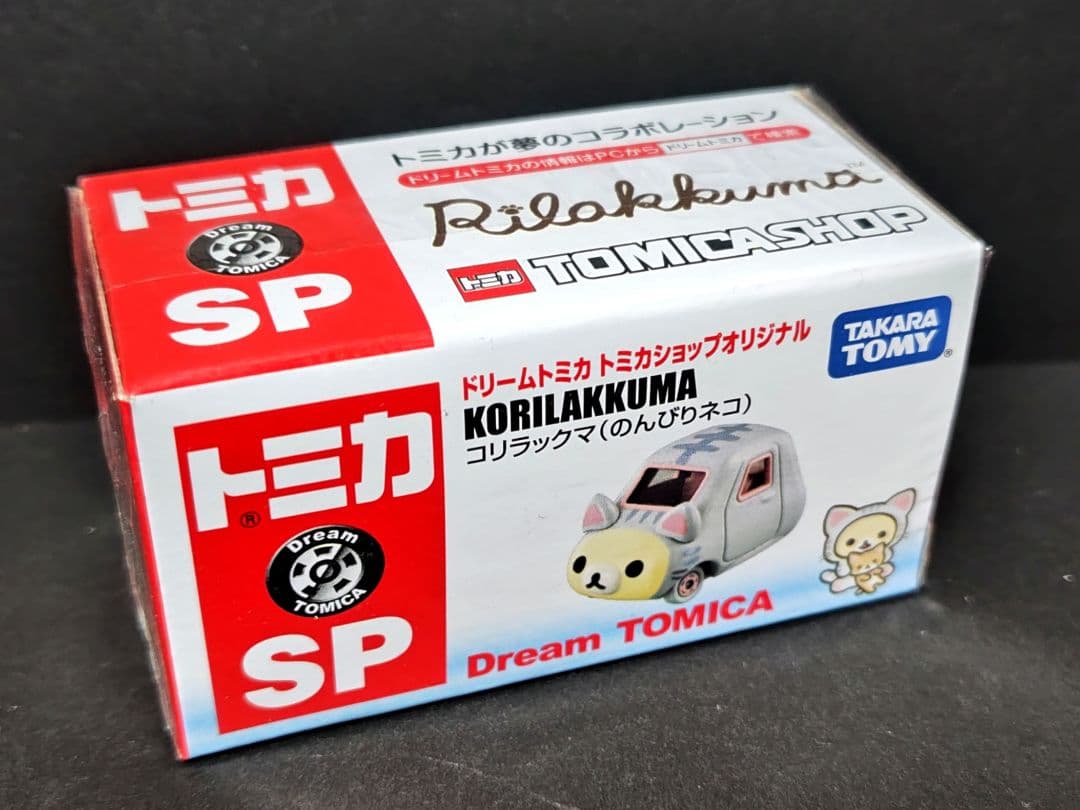 トミカが夢のコラボレーション
ドリームトミカの情報はPCから ドリームトミカ で検索
トミカ
Dream
TOMICA
SP
Rilakkuma™
トミカ TOMICASHOP
TAKARA
TOMY®
ドリームトミカ トミカショップオリジナル
KORILAKKUMA
コリラックマ(のんびりネコ)
トミカ®
Dream
TOMICA
SP
Dream TOMICA